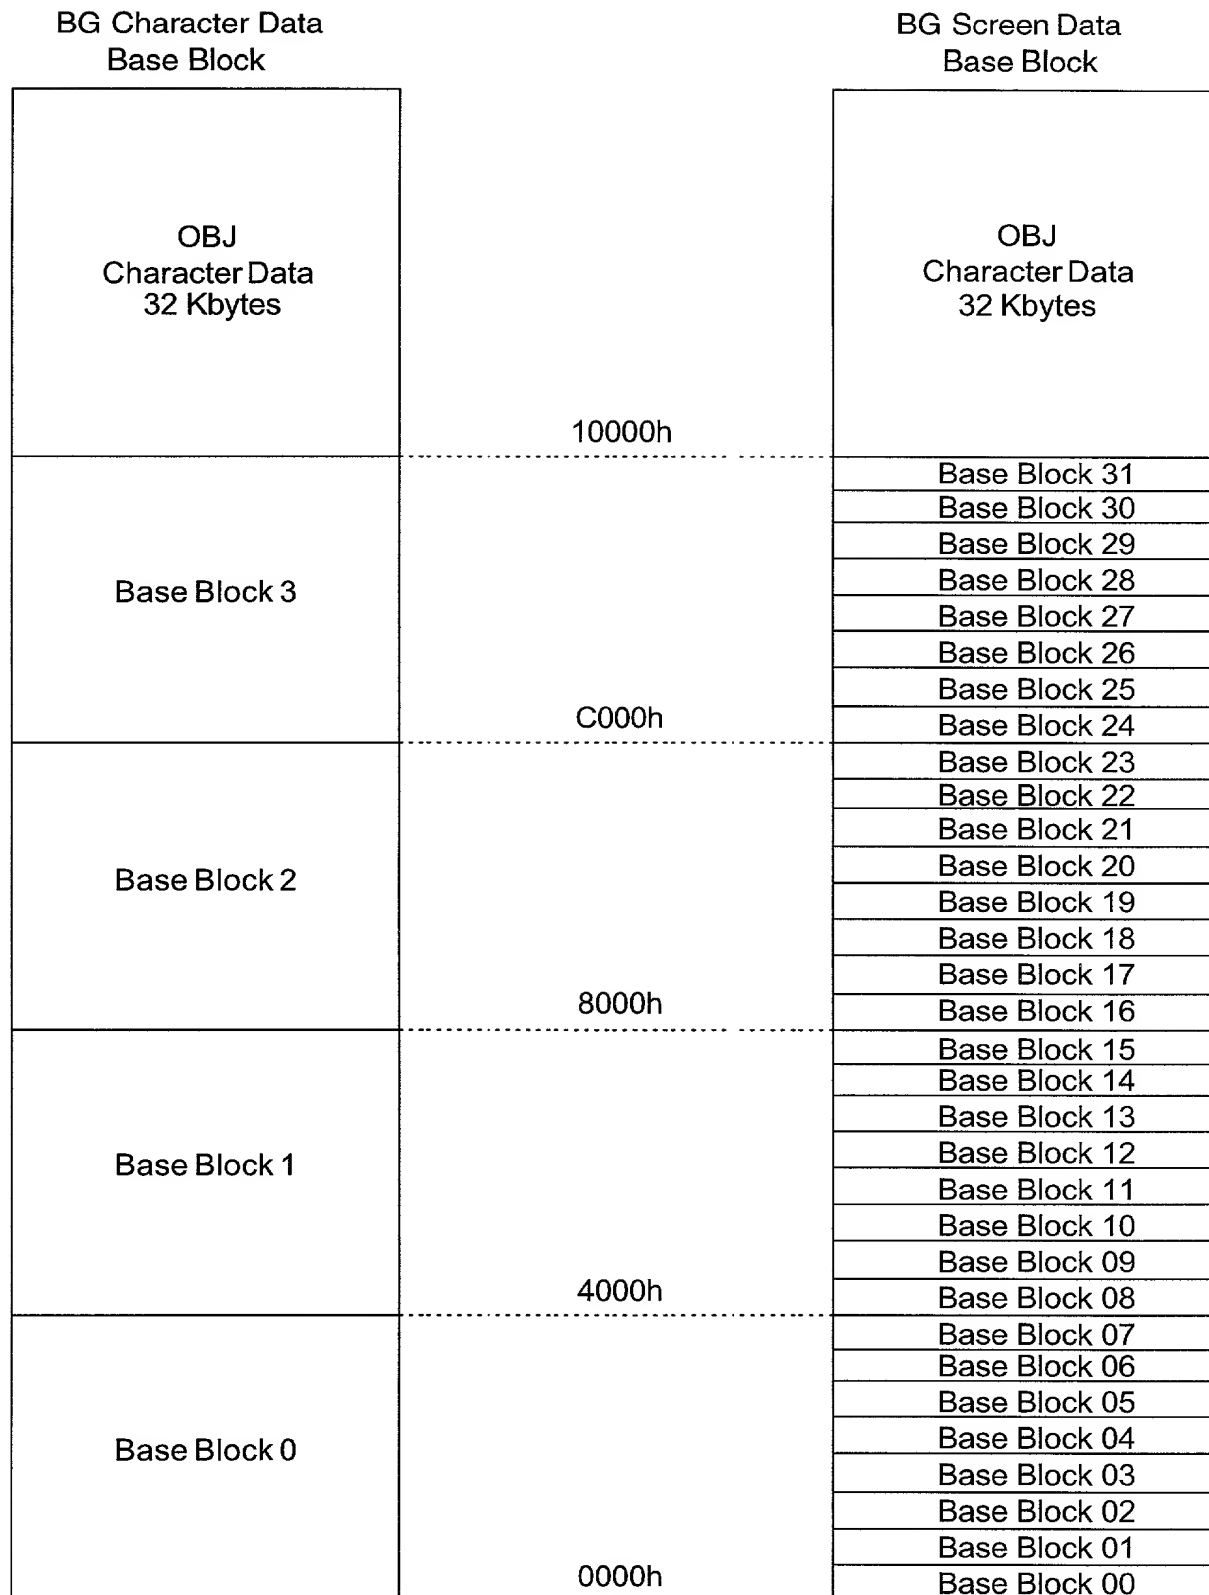 BG Character Data
Base Block
OBJ
Character Data
32 Kbytes
Base Block 3
Base Block 2
Base Block 1
Base Block 0
10000h
C000h
8000h
4000h
0000h
BG Screen Data
Base Block
OBJ
Character Data
32 Kbytes
Base Block 31
Base Block 30
Base Block 29
Base Block 28
Base Block 27
Base Block 26
Base Block 25
Base Block 24
Base Block 23
Base Block 22
Base Block 21
Base Block 20
Base Block 19
Base Block 18
Base Block 17
Base Block 16
Base Block 15
Base Block 14
Base Block 13
Base Block 12
Base Block 11
Base Block 10
Base Block 09
Base Block 08
Base Block 07
Base Block 06
Base Block 05
Base Block 04
Base Block 03
Base Block 02
Base Block 01
Base Block 00